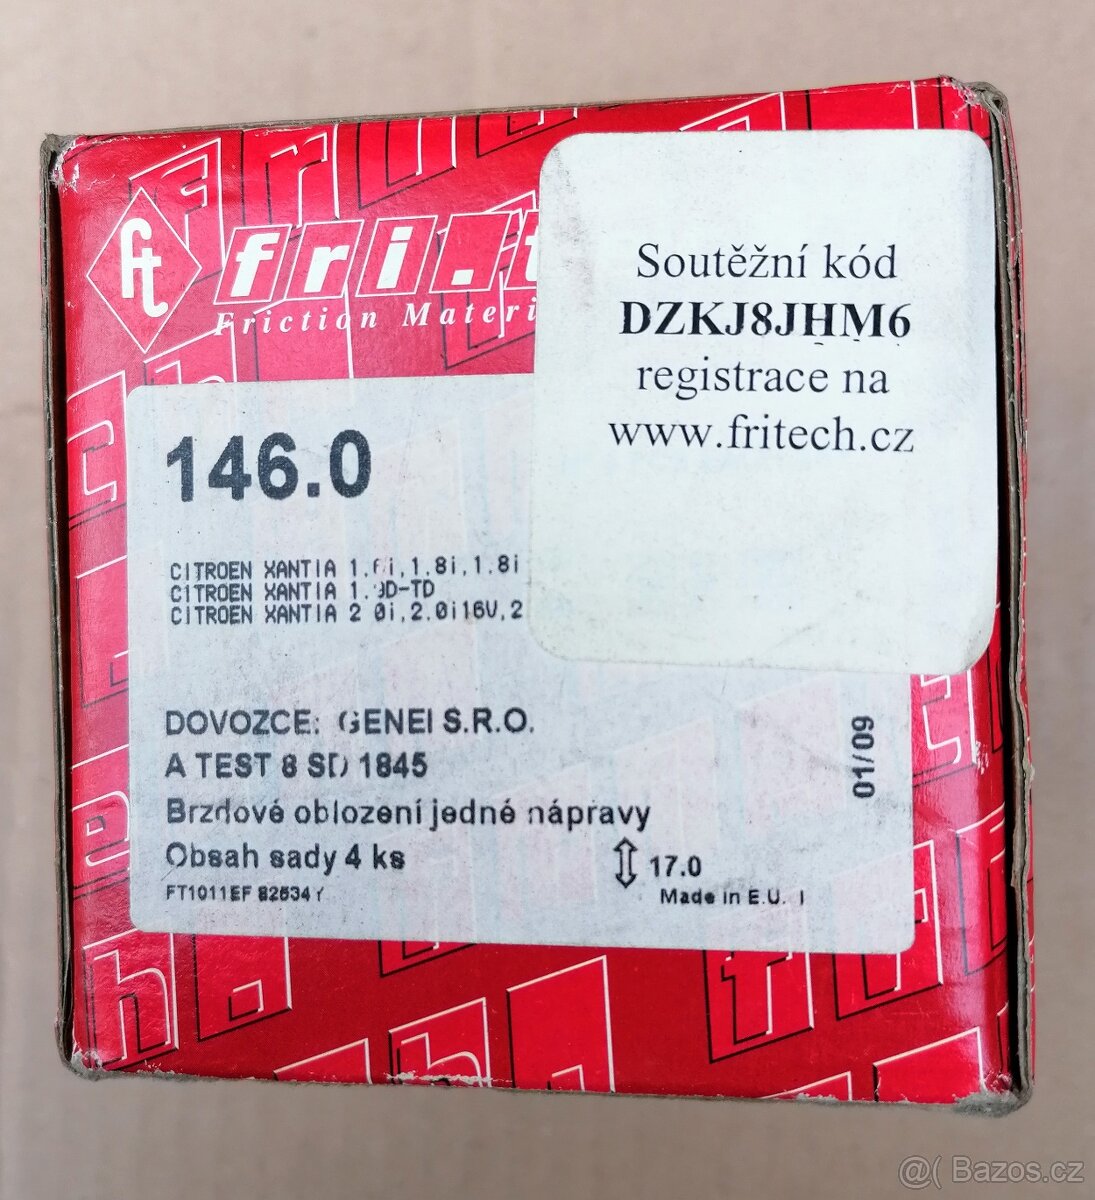 ft
fri.t
Friction Materi
Soutěžní kód
DZKJ8JHM6
registrace na
www.fritech.cz
146.0
CITROEN XANTIA 1.6i,1.8i,1.8i
CITROEN XANTIA 1.9D-TD
CITROEN XANTIA 2 0i,2.0i16V,2
DOVOZCE: GENEI S.R.O.
A TEST 8 SD 1845
01/09
Brzdové oblození jedné nápravy
Obsah sady 4 ks
17.0
FT1011EF 82634
Made in E.U. I
@( Bazos.cz